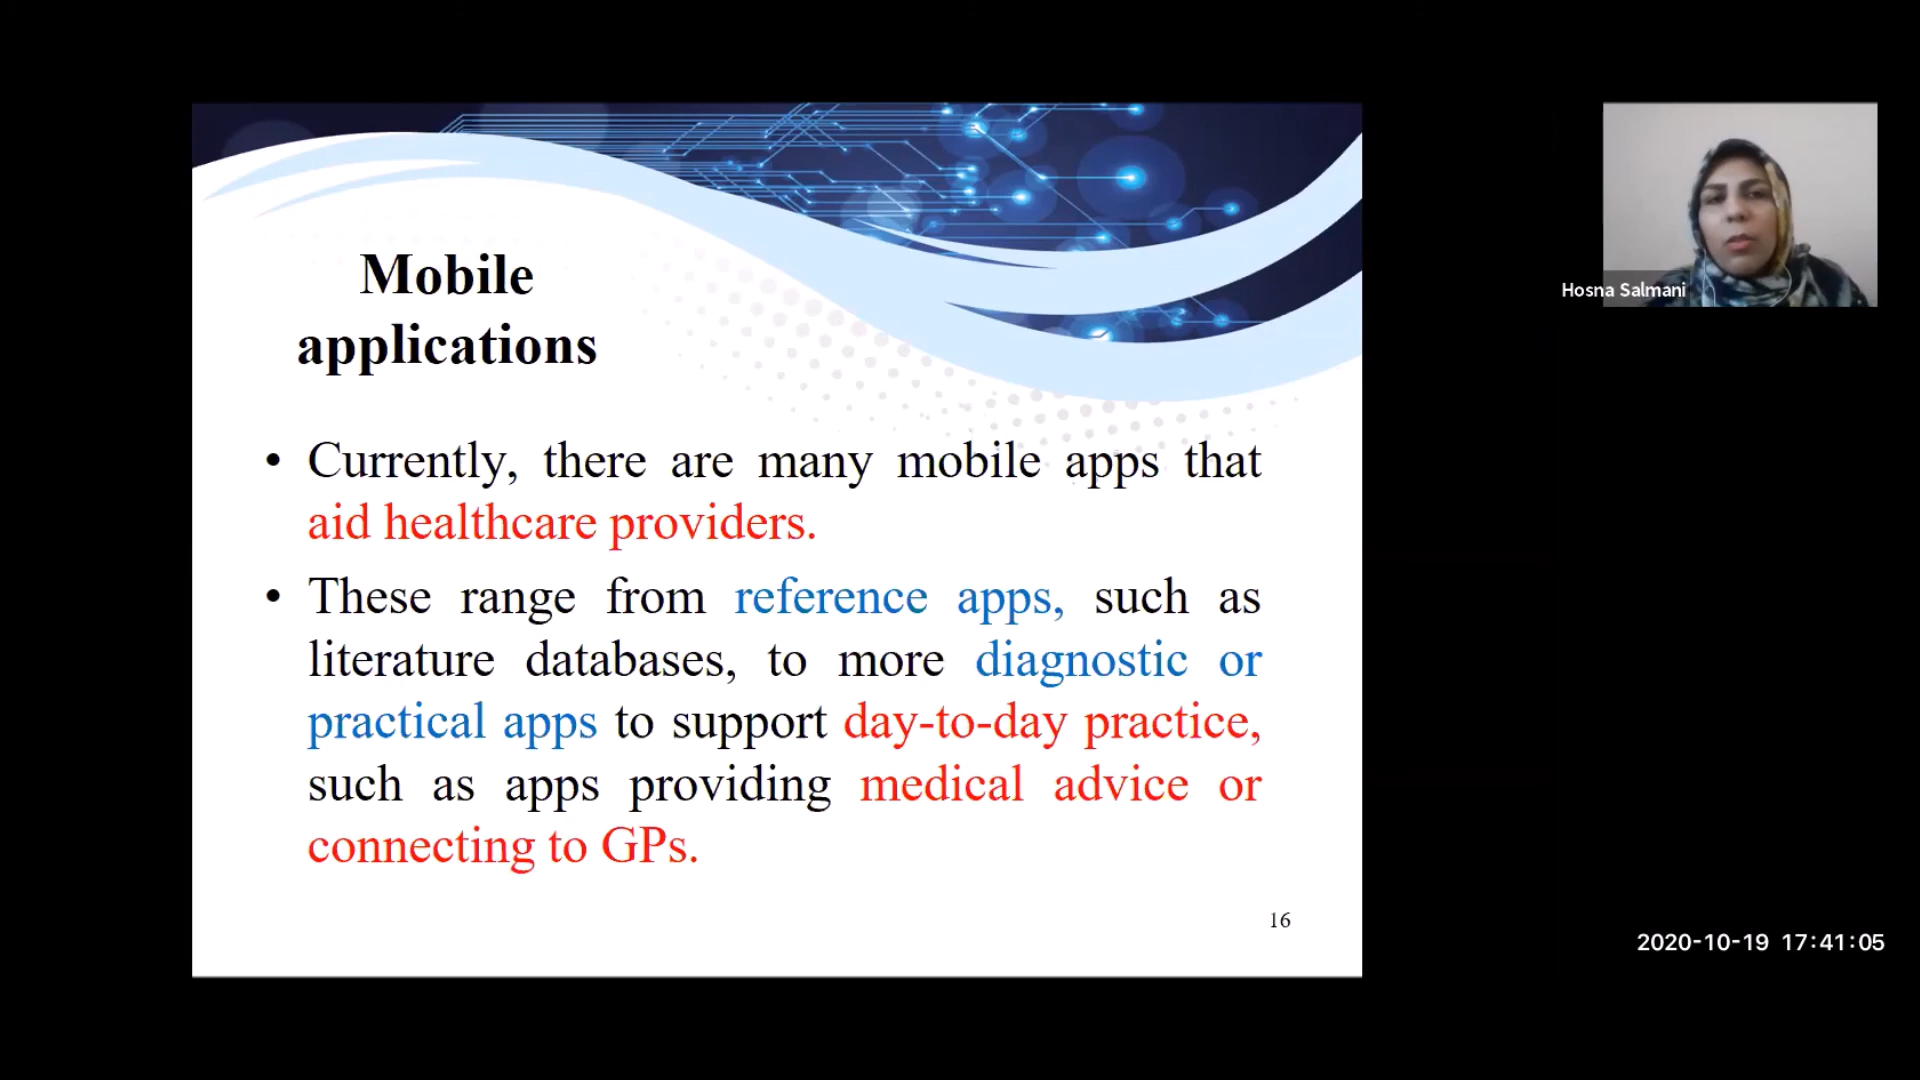 Mobile
applications
• Currently, there are many mobile apps that
aid healthcare providers.
• These range from reference apps, such as
literature databases, to more diagnostic or
practical apps to support day-to-day practice,
such as apps providing medical advice or
connecting to GPs.
16
Hosna Salmani
2020-10-19 17:41:05